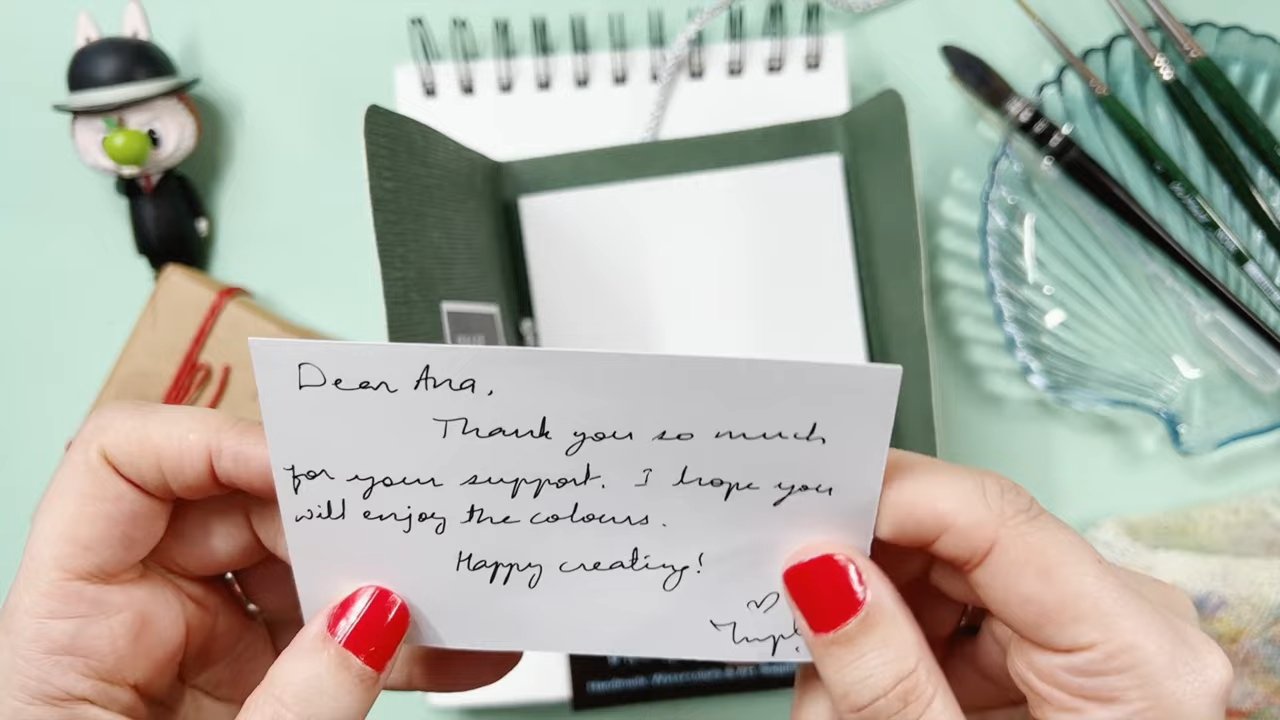 Dear Ana,
Thank you so much
for your support. I hope you
will enjoy the colours.
Happy creating!
♡